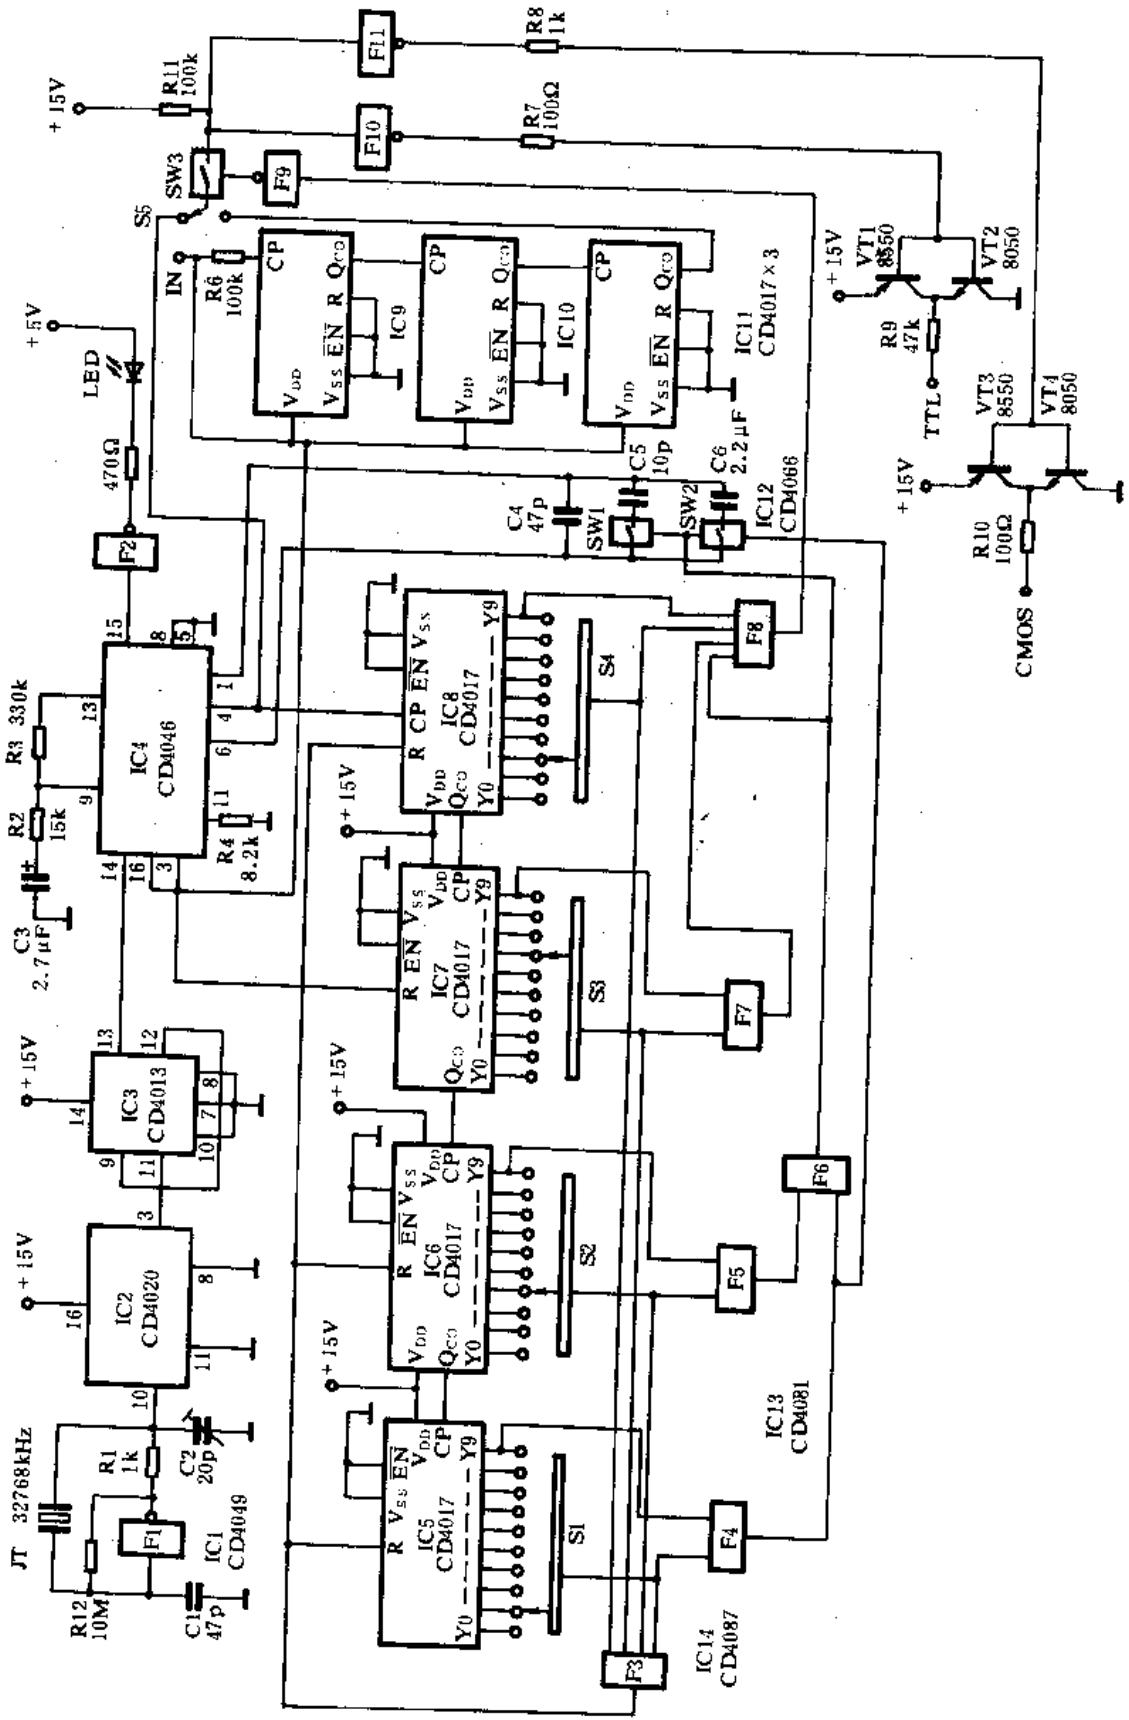 JT 32768kHz
R12
10M
C1
47p
F1
IC1
CD4049
R1
1k
C2
20p
10
+15V
16
IC2
CD4020
11
8
3
+15V
14
9
11
IC3
CD4013
10
7
8
13
12
C3
2.7μF
R2
15k
R3 330k
14
16
3
9
13
IC4
CD4046
11
R4
8.2k
6
4
1
15
8
5
F2
470Ω
LED
+5V
+15V
R11
100k
S5
SW3
F9
F10
F11
R7
100Ω
R8
1k
IN
R6
100k
CP
VDD
QCO
VSS EN R
IC9
CP
VDD
QCO
VSS EN R
IC10
CP
VDD
QCO
VSS EN R
IC11
CD4017×3
C4
47p
C5
10p
SW1
SW2
C6
2.2μF
IC12
CD4066
+15V
R VSS EN
VDD
CP
IC5
CD4017
Y0
Y9
S1
+15V
R
EN VSS
VDD
VDD
QCO
CP
IC6
CD4017
Y0
Y9
S2
+15V
R EN VSS
VDD
QCO
CP
IC7
CD4017
Y0
Y9
S3
R CP EN VSS
VDD
QCO
IC8
CD4017
Y0
Y9
S4
F3
IC14
CD4087
F4
IC13
CD4081
F5
F6
F7
F8
+15V
VT1
8550
VT2
8050
R9
47k
TTL
+15V
VT3
8550
VT4
8050
R10
100Ω
CMOS